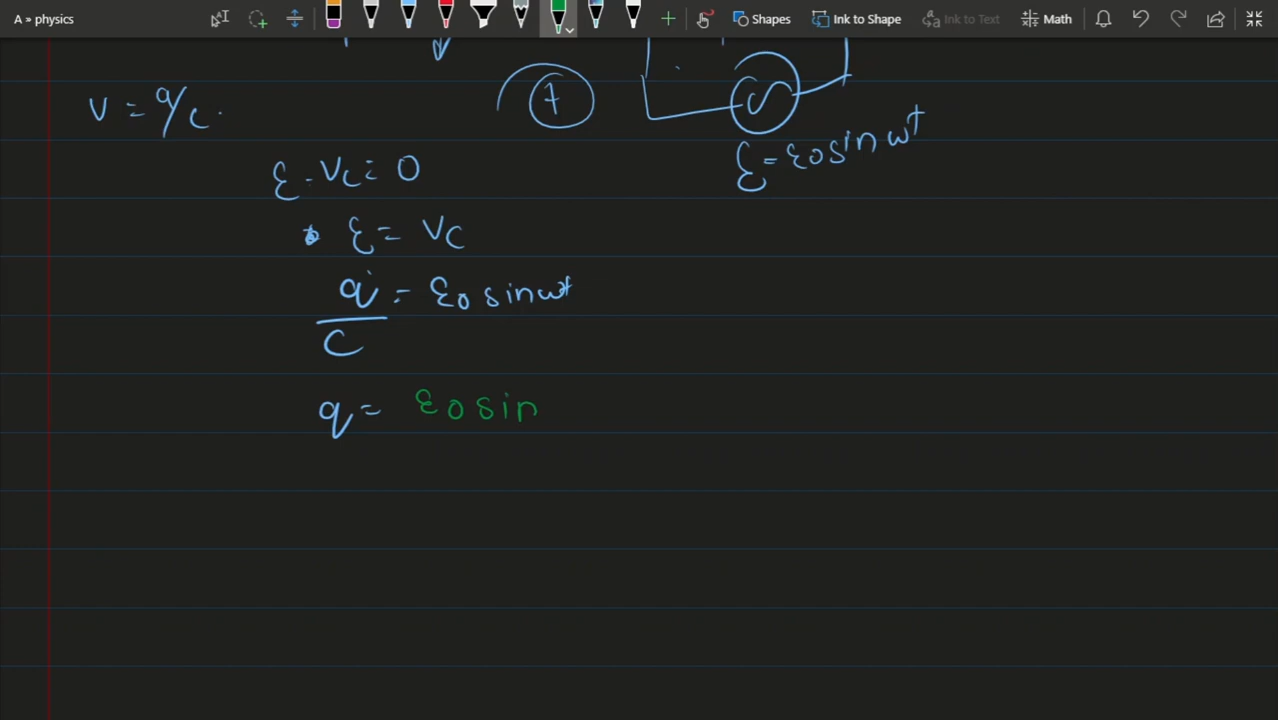 A » physics
Shapes Ink to Shape Ink to Text Math
V = q/c.
ε = ε0 sin ωt
ε - Vc = 0
ε = Vc
q = ε0 sin ωt
C
q = ε0 sin